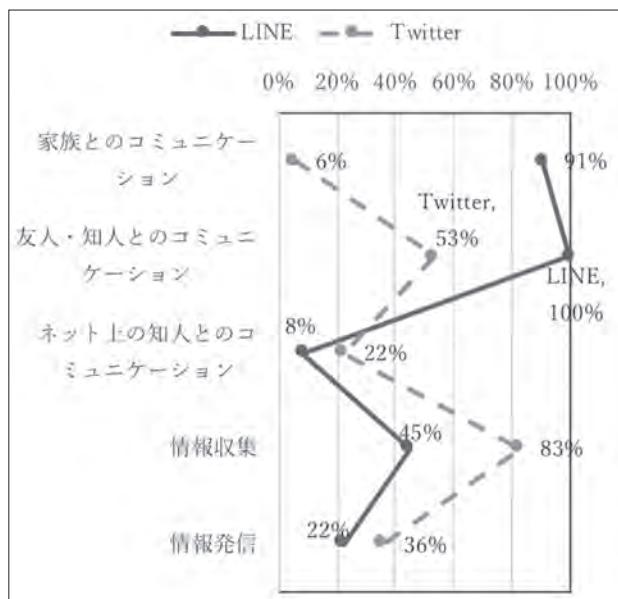 LINE Twitter
0% 20% 40% 60% 80% 100%
家族とのコミュニケー
ション
6%
91%
Twitter,
53%
友人・知人とのコミュニ
ケーション
LINE,
100%
8%
ネット上の知人とのコ
ミュニケーション
22%
情報収集
45%
83%
情報発信
22%
36%